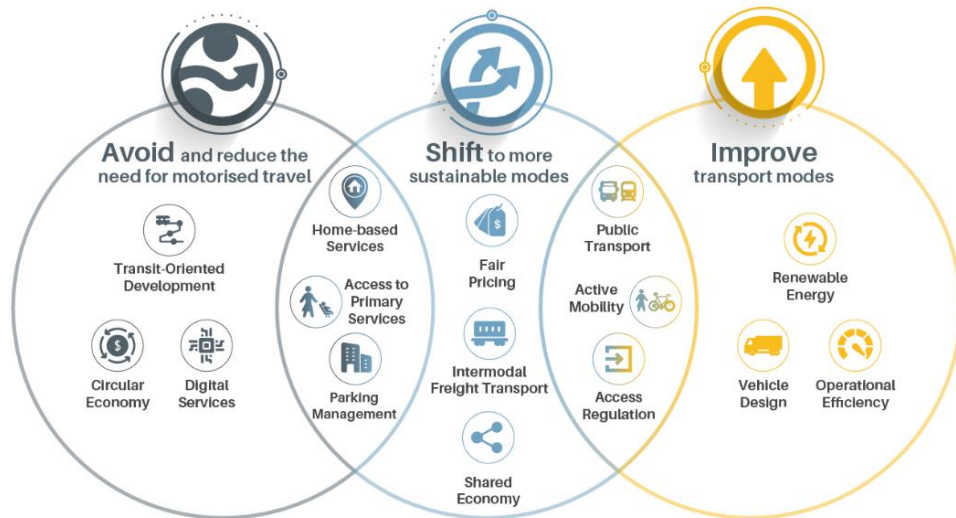 Avoid and reduce the
need for motorised travel
Transit-Oriented
Development
Circular
Economy
Digital
Services
Home-based
Services
Access to
Primary
Services
Parking
Management
Shift to more
sustainable modes
$
Fair
Pricing
Intermodal
Freight Transport
Shared
Economy
Public
Transport
Active
Mobility
Access
Regulation
Improve
transport modes
Renewable
Energy
Vehicle
Design
Operational
Efficiency
$